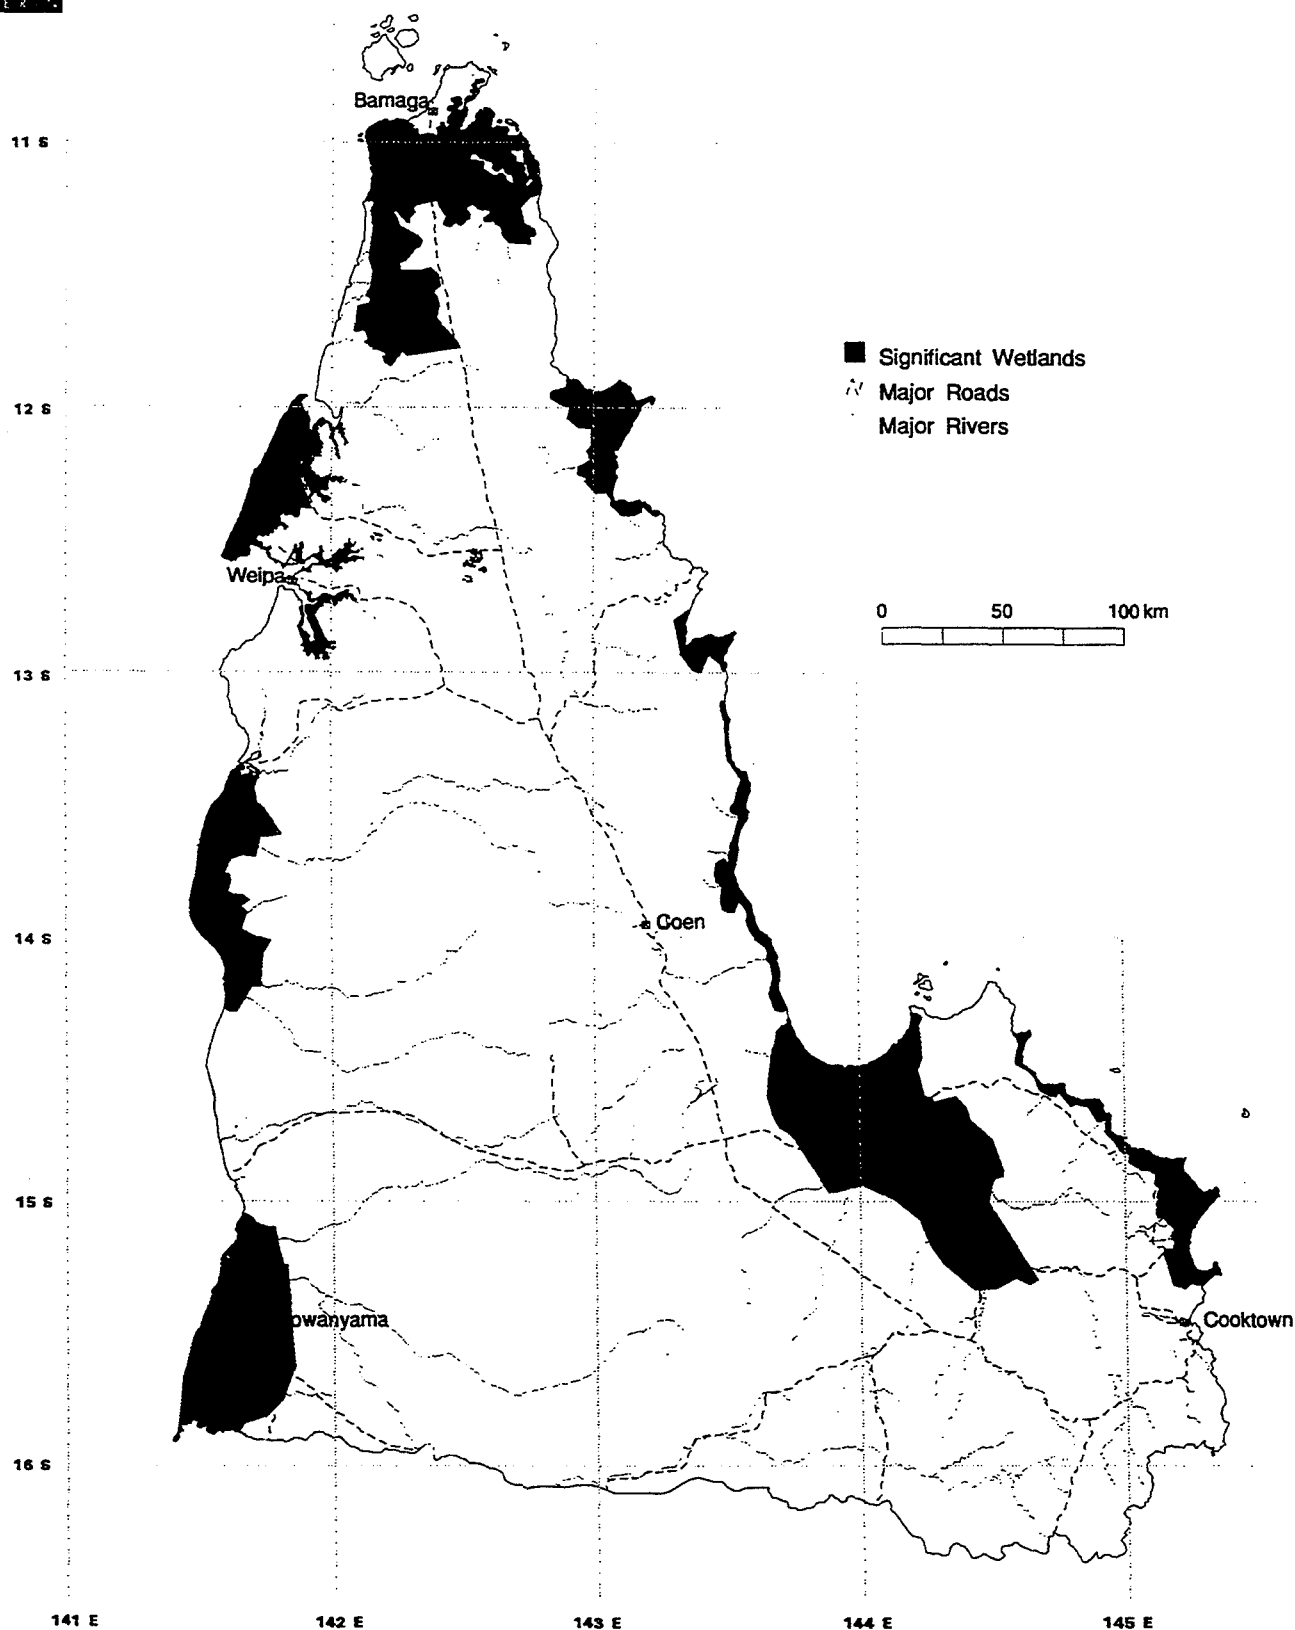 Bamaga
11 S
Significant Wetlands
Major Roads
12 S
Major Rivers
Weipa
0 50 100 km
13 S
Coen
14 S
15 S
owanyama
Cooktown
16 S
141 E 142 E 143 E 144 E 145 E